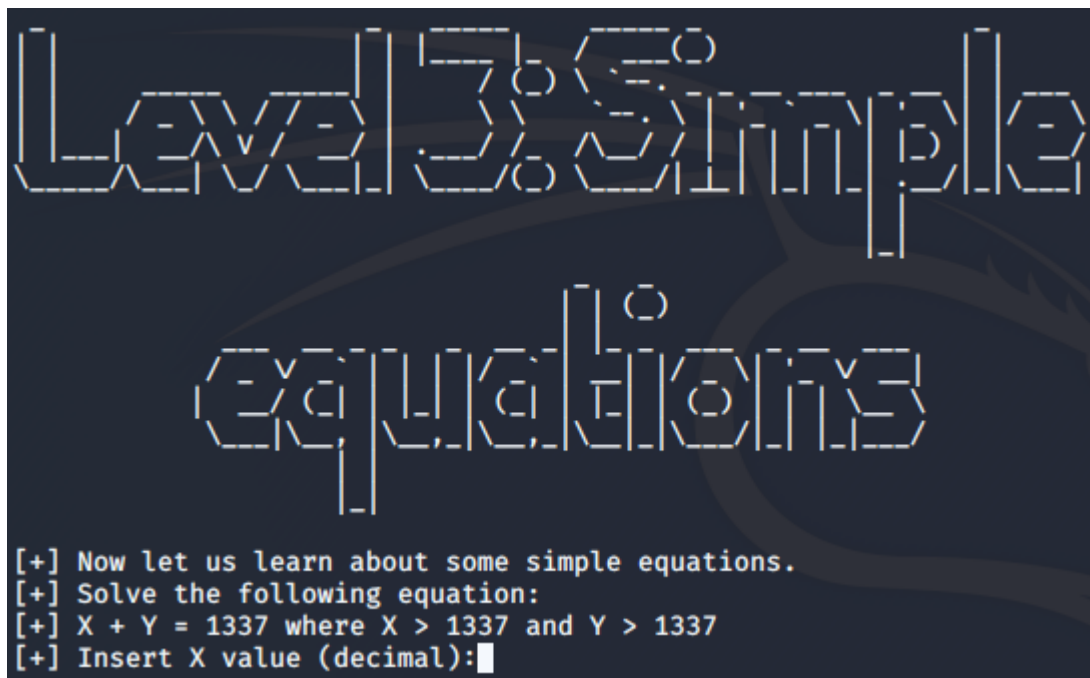 Level 3: Simple
equations
[+] Now let us learn about some simple equations.
[+] Solve the following equation:
[+] X + Y = 1337 where X > 1337 and Y > 1337
[+] Insert X value (decimal):